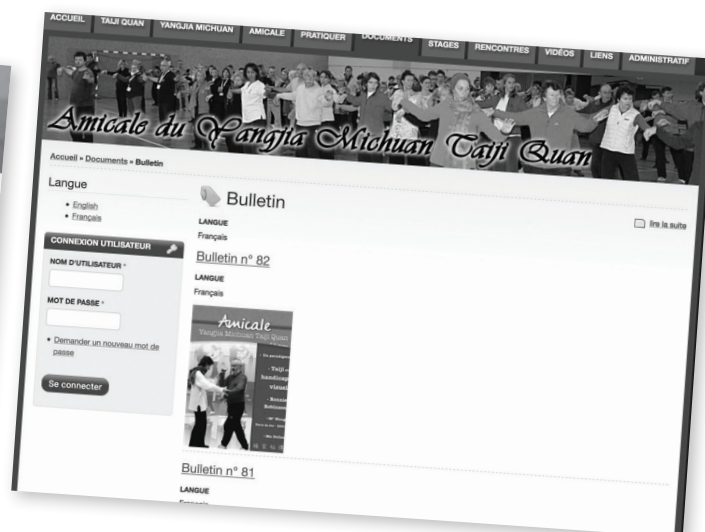 ACCUEIL TAIJI QUAN YANGJIA MICHUAN AMICALE PRATIQUER DOCUMENTS STAGES RENCONTRES VIDÉOS LIENS ADMINISTRATIF
Amicale du Yangjia Michuan Taiji Quan
Accueil » Documents » Bulletin
Langue
• English
• Français
CONNEXION UTILISATEUR
NOM D'UTILISATEUR *
MOT DE PASSE *
• Demander un nouveau mot de
passe
Se connecter
Bulletin
lire la suite
LANGUE
Français
Bulletin n° 82
LANGUE
Français
Amicale
Yangjia Michuan Taiji Quan
Bulletin n° 81
LANGUE